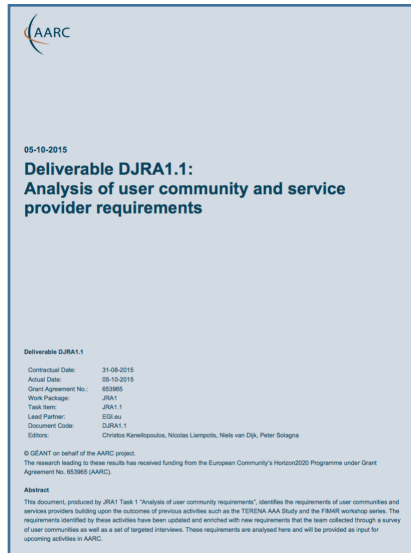 AARC
05-10-2015
Deliverable DJRA1.1:
Analysis of user community and service
provider requirements
Deliverable DJRA1.1
Contractual Date: 31-08-2015
Actual Date: 05-10-2015
Grant Agreement No.: 653965
Work Package: JRA1
Task Item: JRA1.1
Lead Partner: EGI.eu
Document Code: DJRA1.1
Editors: Christos Kanellopoulos, Nicolas Liampotis, Niels van Dijk, Peter Solagna
© GÉANT on behalf of the AARC project.
The research leading to these results has received funding from the European Community's Horizon2020 Programme under Grant
Agreement No. 653965 (AARC).
Abstract
This document, produced by JRA1 Task 1 "Analysis of user community requirements", identifies the requirements of user communities and
services providers building upon the outcomes of previous activities such as the TERENA AAA Study and the FIM4R workshop series. The
requirements identified by these activities have been updated and enriched with new requirements that the team collected through a survey
of user communities as well as a set of targeted interviews. These requirements are analysed here and will be provided as input for
upcoming activities in AARC.